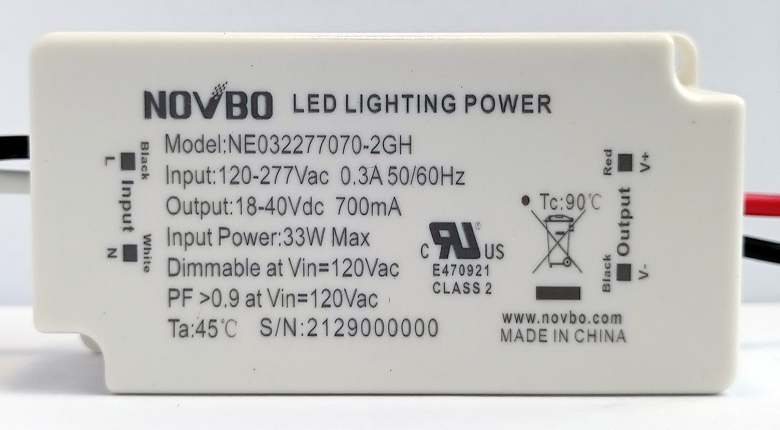 NOVBO LED LIGHTING POWER
Model:NE032277070-2GH
Input:120-277Vac 0.3A 50/60Hz
Output:18-40Vdc 700mA
Input Power:33W Max
Dimmable at Vin=120Vac
PF >0.9 at Vin=120Vac
Ta:45℃ S/N:2129000000
Black
L
Input
White
N
C RU US
E470921
CLASS 2
Tc:90℃
www.novbo.com
MADE IN CHINA
Red
V+
Output
Black
V-